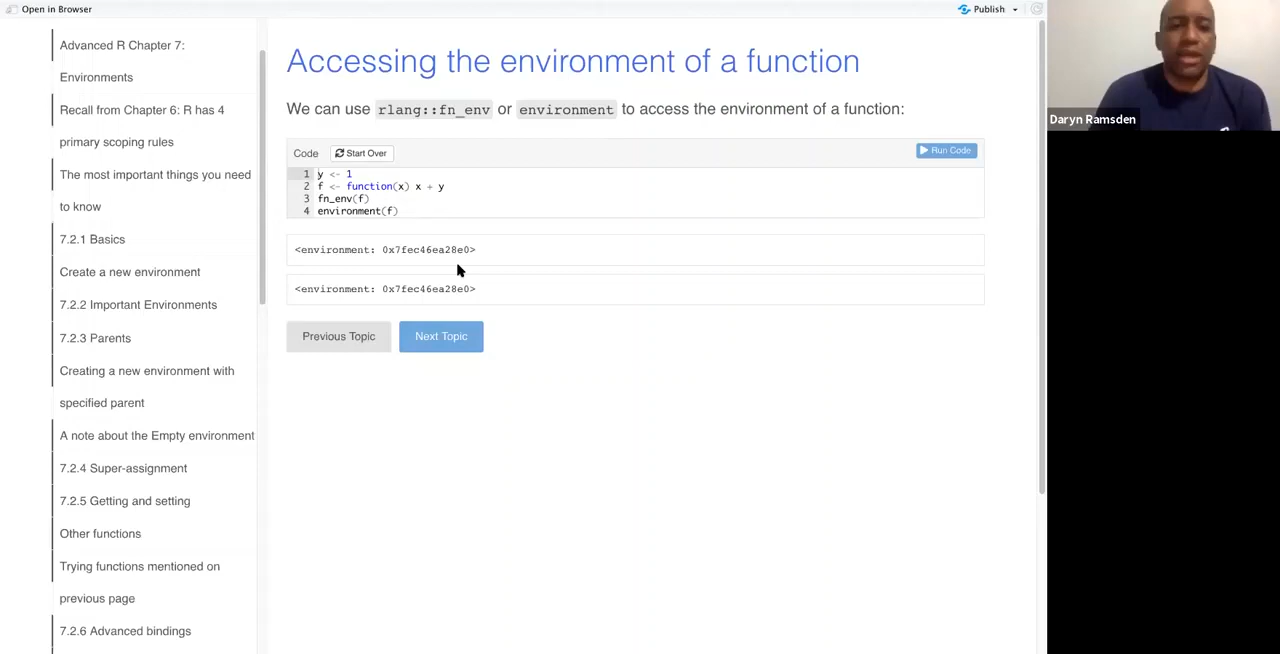 Open in Browser
Publish
Advanced R Chapter 7:
Environments
Recall from Chapter 6: R has 4
primary scoping rules
The most important things you need
to know
7.2.1 Basics
Create a new environment
7.2.2 Important Environments
7.2.3 Parents
Creating a new environment with
specified parent
A note about the Empty environment
7.2.4 Super-assignment
7.2.5 Getting and setting
Other functions
Trying functions mentioned on
previous page
7.2.6 Advanced bindings
Accessing the environment of a function
We can use rlang::fn_env or environment to access the environment of a function:
Code Start Over Run Code
1 y <- 1
2 f <- function(x) x + y
3 fn_env(f)
4 environment(f)
<environment: 0x7fec46ea28e0>
<environment: 0x7fec46ea28e0>
Previous Topic Next Topic
Daryn Ramsden